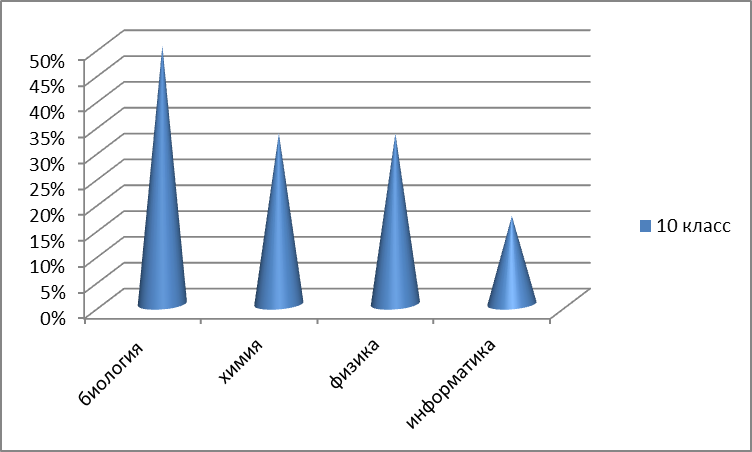 50%
45%
40%
35%
30%
25%
20%
15%
10%
5%
0%
биология
химия
физика
информатика
10 класс